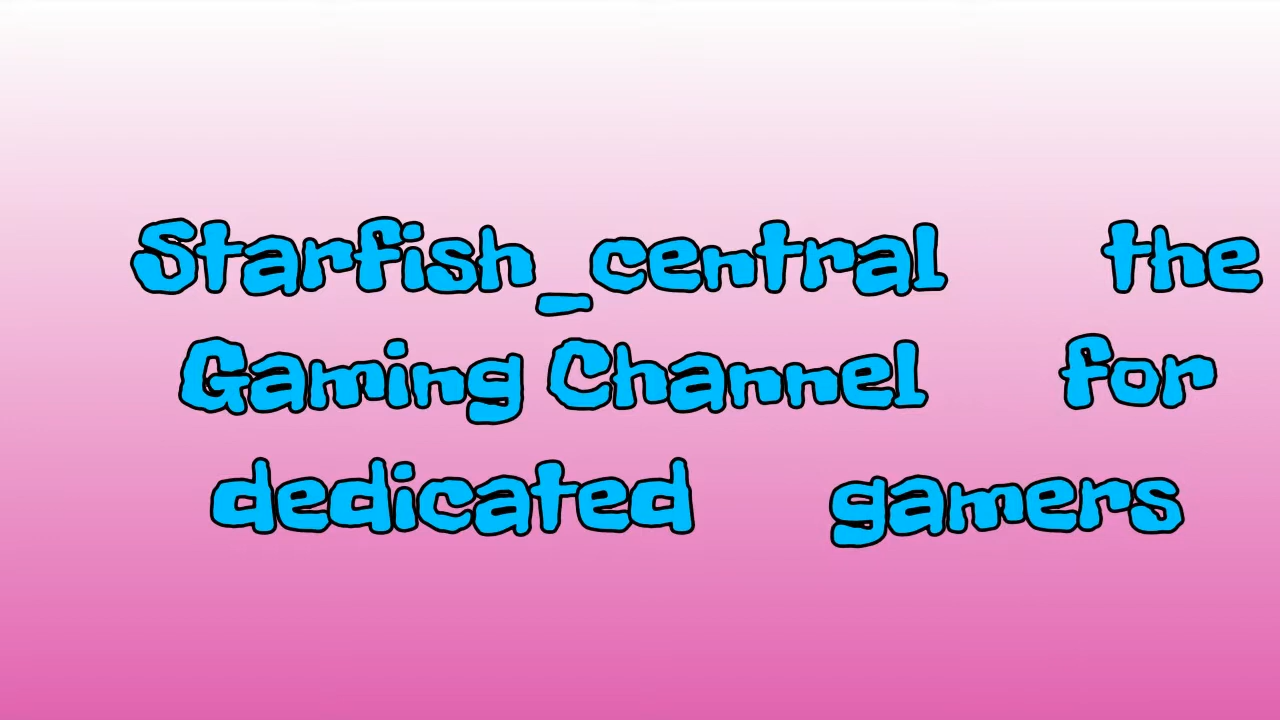 Starfish_central the
Gaming Channel for
dedicated gamers